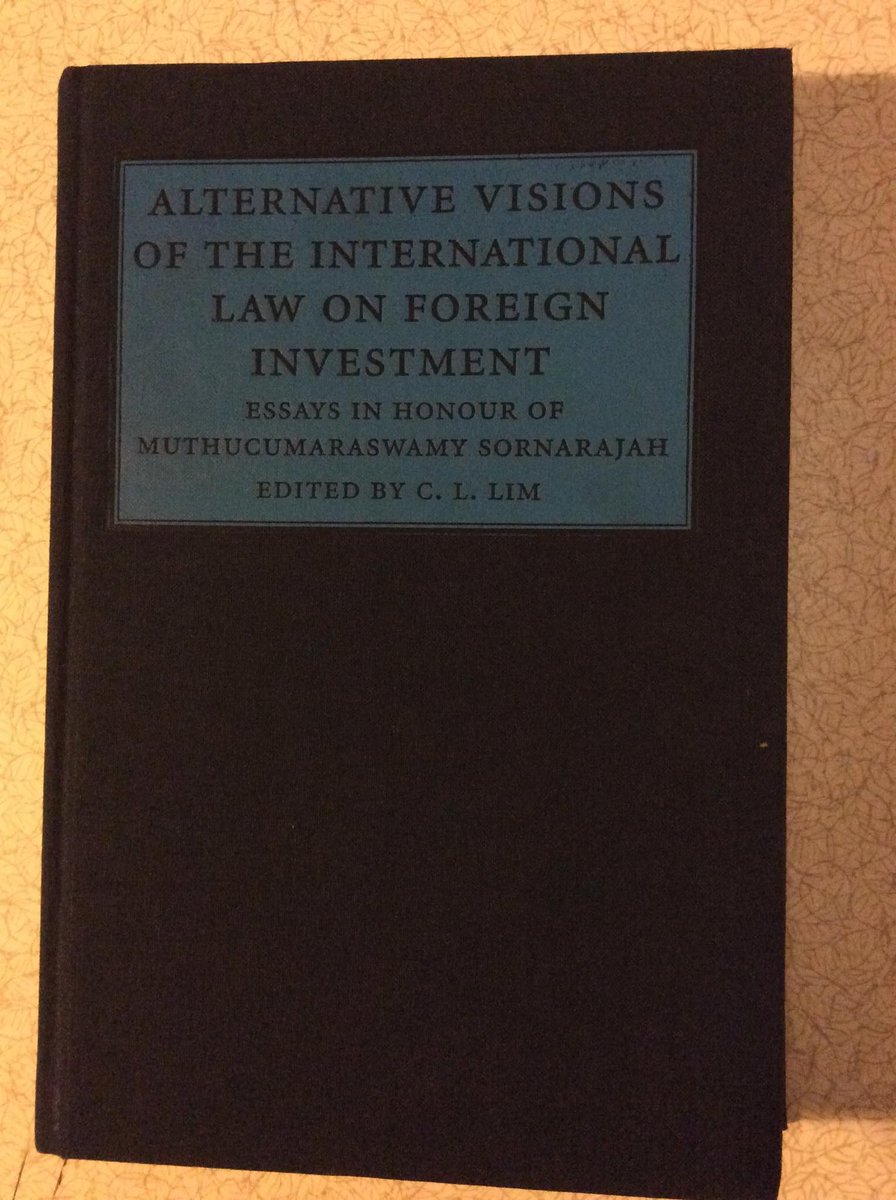 ALTERNATIVE VISIONS
OF THE INTERNATIONAL
LAW ON FOREIGN
INVESTMENT
ESSAYS IN HONOUR OF
MUTHUCUMARASWAMY SORNARAJAH
EDITED BY C. L. LIM